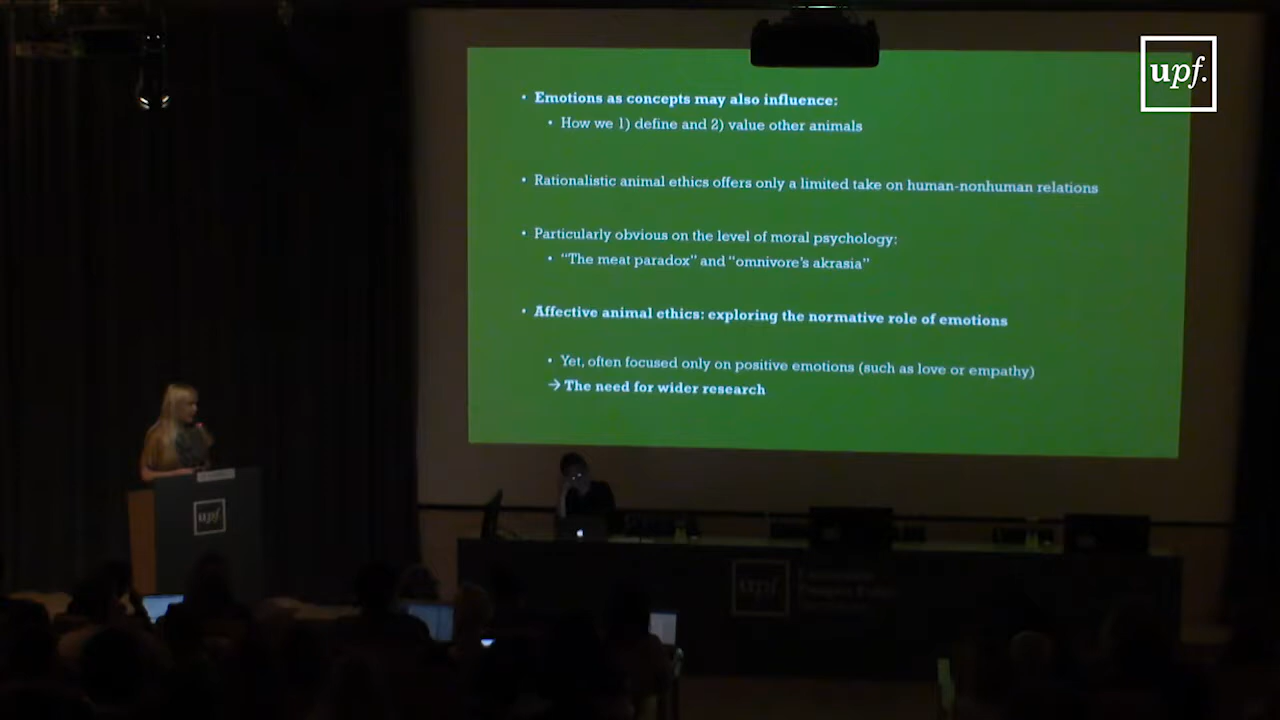 upf.
• Emotions as concepts may also influence:
• How we 1) define and 2) value other animals
• Rationalistic animal ethics offers only a limited take on human-nonhuman relations
• Particularly obvious on the level of moral psychology:
• “The meat paradox” and “omnivore’s akrasia”
• Affective animal ethics: exploring the normative role of emotions
• Yet, often focused only on positive emotions (such as love or empathy)
→ The need for wider research
upf.
upf.